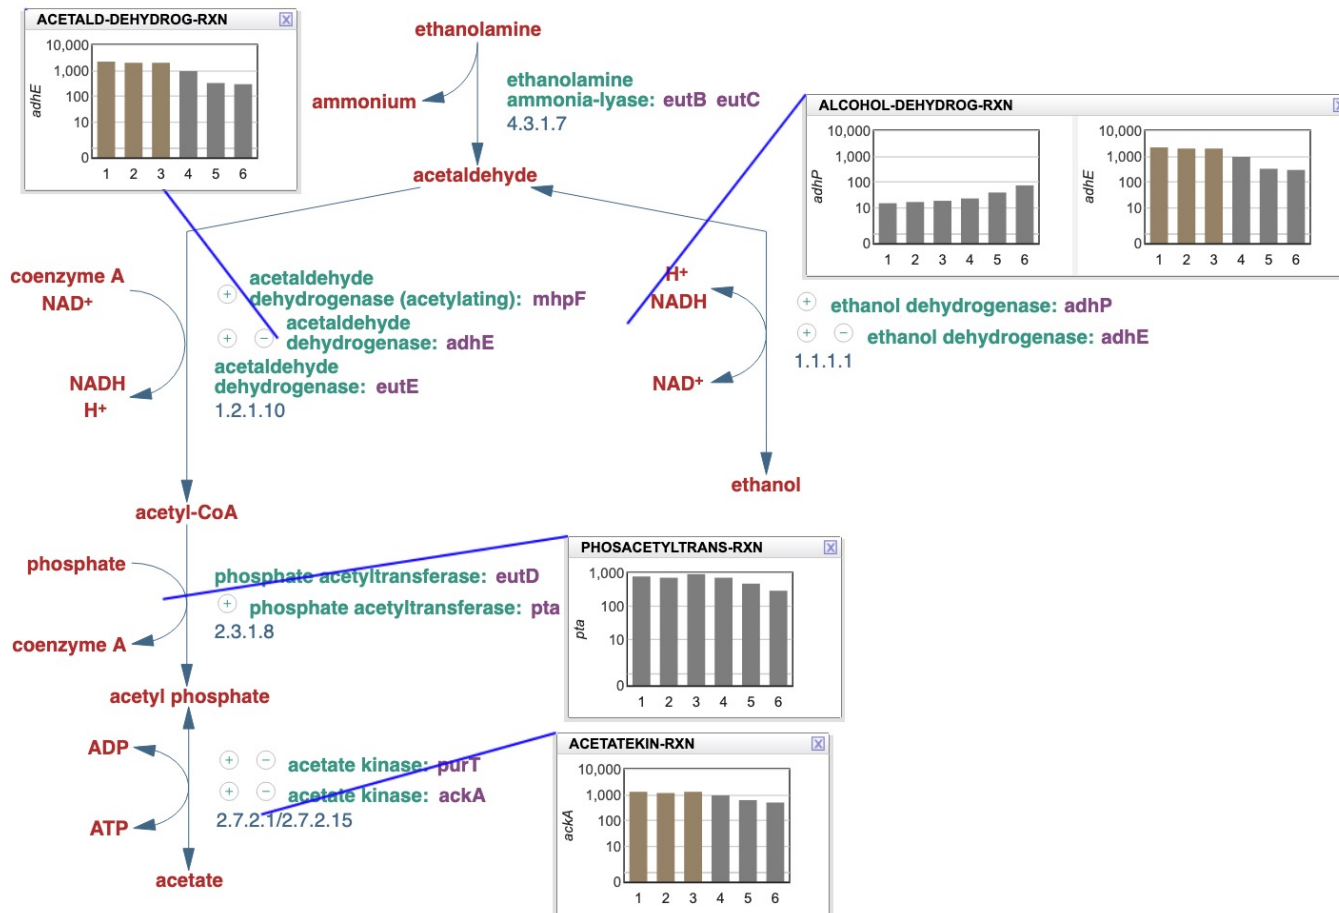 ACETALD-DEHYDROG-RXN
X
10,000
1,000
100
10
0
adhE
1 2 3 4 5 6
ethanolamine
ammonium
ethanolamine
ammonia-lyase: eutB eutC
4.3.1.7
acetaldehyde
ALCOHOL-DEHYDROG-RXN
X
10,000
1,000
100
10
0
adhP
1 2 3 4 5 6
10,000
1,000
100
10
0
adhE
1 2 3 4 5 6
coenzyme A
NAD+
NADH
H+
+
acetaldehyde
dehydrogenase (acetylating): mhpF
+ −
acetaldehyde
dehydrogenase: adhE
acetaldehyde
dehydrogenase: eutE
1.2.1.10
H+
NADH
NAD+
+ ethanol dehydrogenase: adhP
+ − ethanol dehydrogenase: adhE
1.1.1.1
ethanol
acetyl-CoA
phosphate
coenzyme A
phosphate acetyltransferase: eutD
+ phosphate acetyltransferase: pta
2.3.1.8
PHOSACETYLTRANS-RXN
X
1,000
100
10
0
pta
1 2 3 4 5 6
acetyl phosphate
ADP
ATP
+ − acetate kinase: purT
+ − acetate kinase: ackA
2.7.2.1/2.7.2.15
acetate
ACETATEKIN-RXN
X
10,000
1,000
100
10
0
ackA
1 2 3 4 5 6